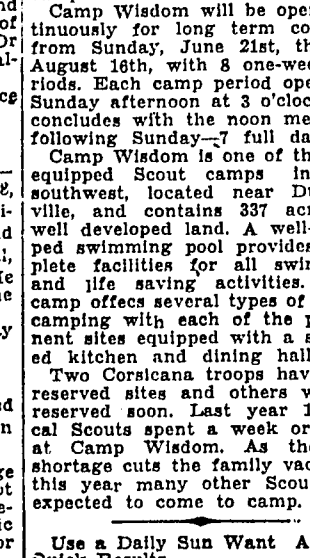 Camp Wisdom will be ope
tinuously for long term co
from Sunday, June 21st, th
August 16th, with 8 one-wee
riods. Each camp period ope
Sunday afternoon at 3 o'cloc
concludes with the noon me
following Sunday—7 full da
Camp Wisdom is one of th
equipped Scout camps in
southwest, located near D
ville, and contains 337 acr
well developed land. A well-
ped swimming pool provides
plete facilities for all swi
and life saving activities.
camp offecs several types of
camping with each of the p
nent sites equipped with a s
ed kitchen and dining hall
Two Corsicana troops hav
reserved sites and others w
reserved soon. Last year 1
cal Scouts spent a week or
at Camp Wisdom. As the
shortage cuts the family vac
this year many other Scou
expected to come to camp.
Use a Daily Sun Want A
Quick Results